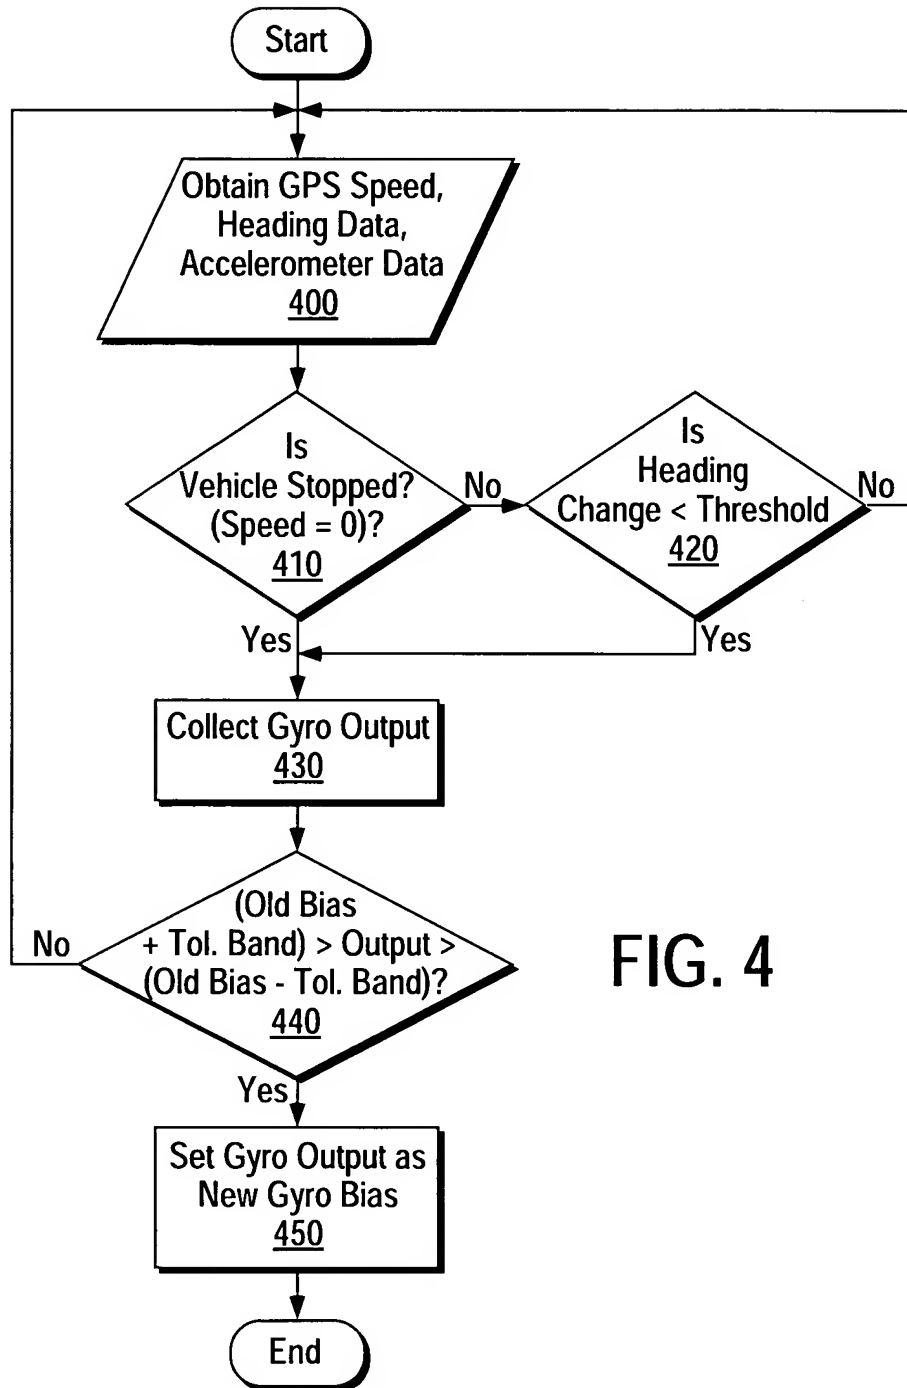 Start
Obtain GPS Speed,
Heading Data,
Accelerometer Data
400
Is
Vehicle Stopped?
(Speed = 0)?
410
No
Is
Heading
Change < Threshold
420
No
Yes
Yes
Collect Gyro Output
430
(Old Bias
+ Tol. Band) > Output >
(Old Bias - Tol. Band)?
440
No
Yes
FIG. 4
Set Gyro Output as
New Gyro Bias
450
End